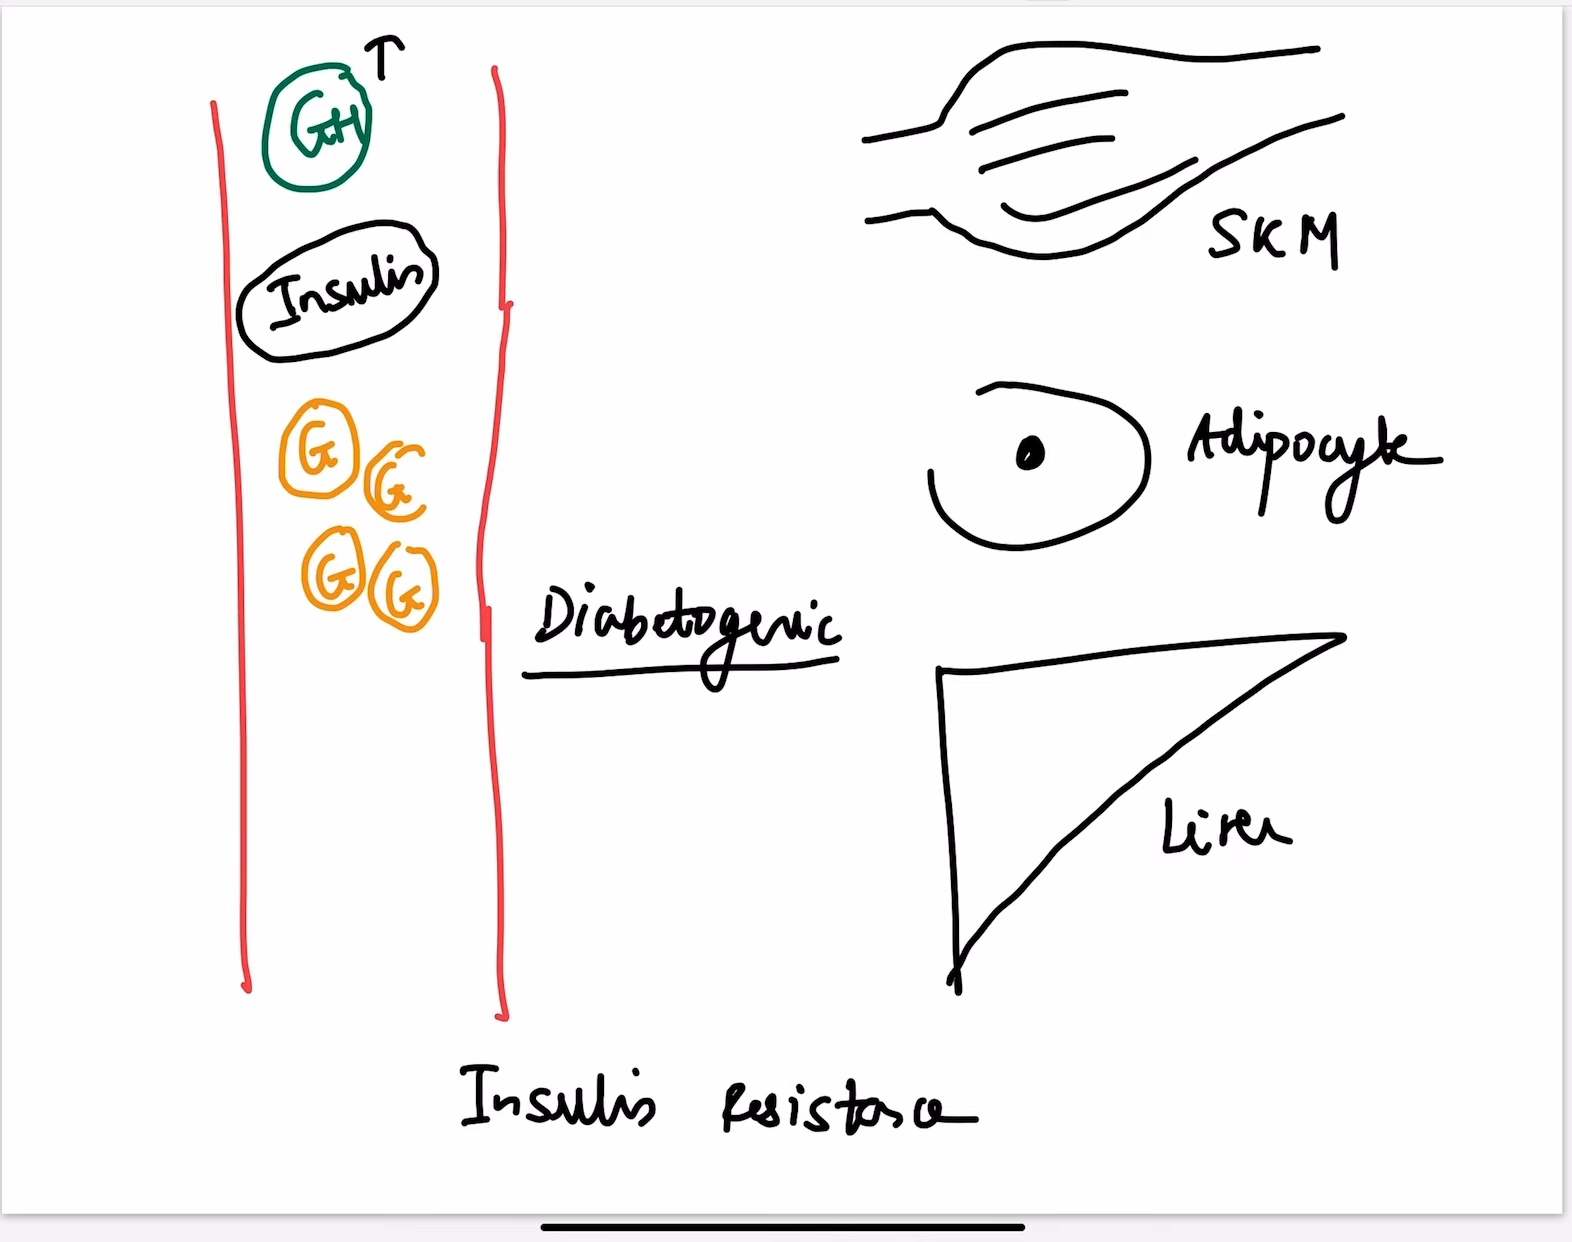 GH ↑
Insulin
G
G
G
G
Diabetogenic
SKM
Adipocyte
Liver
Insulin Resistance